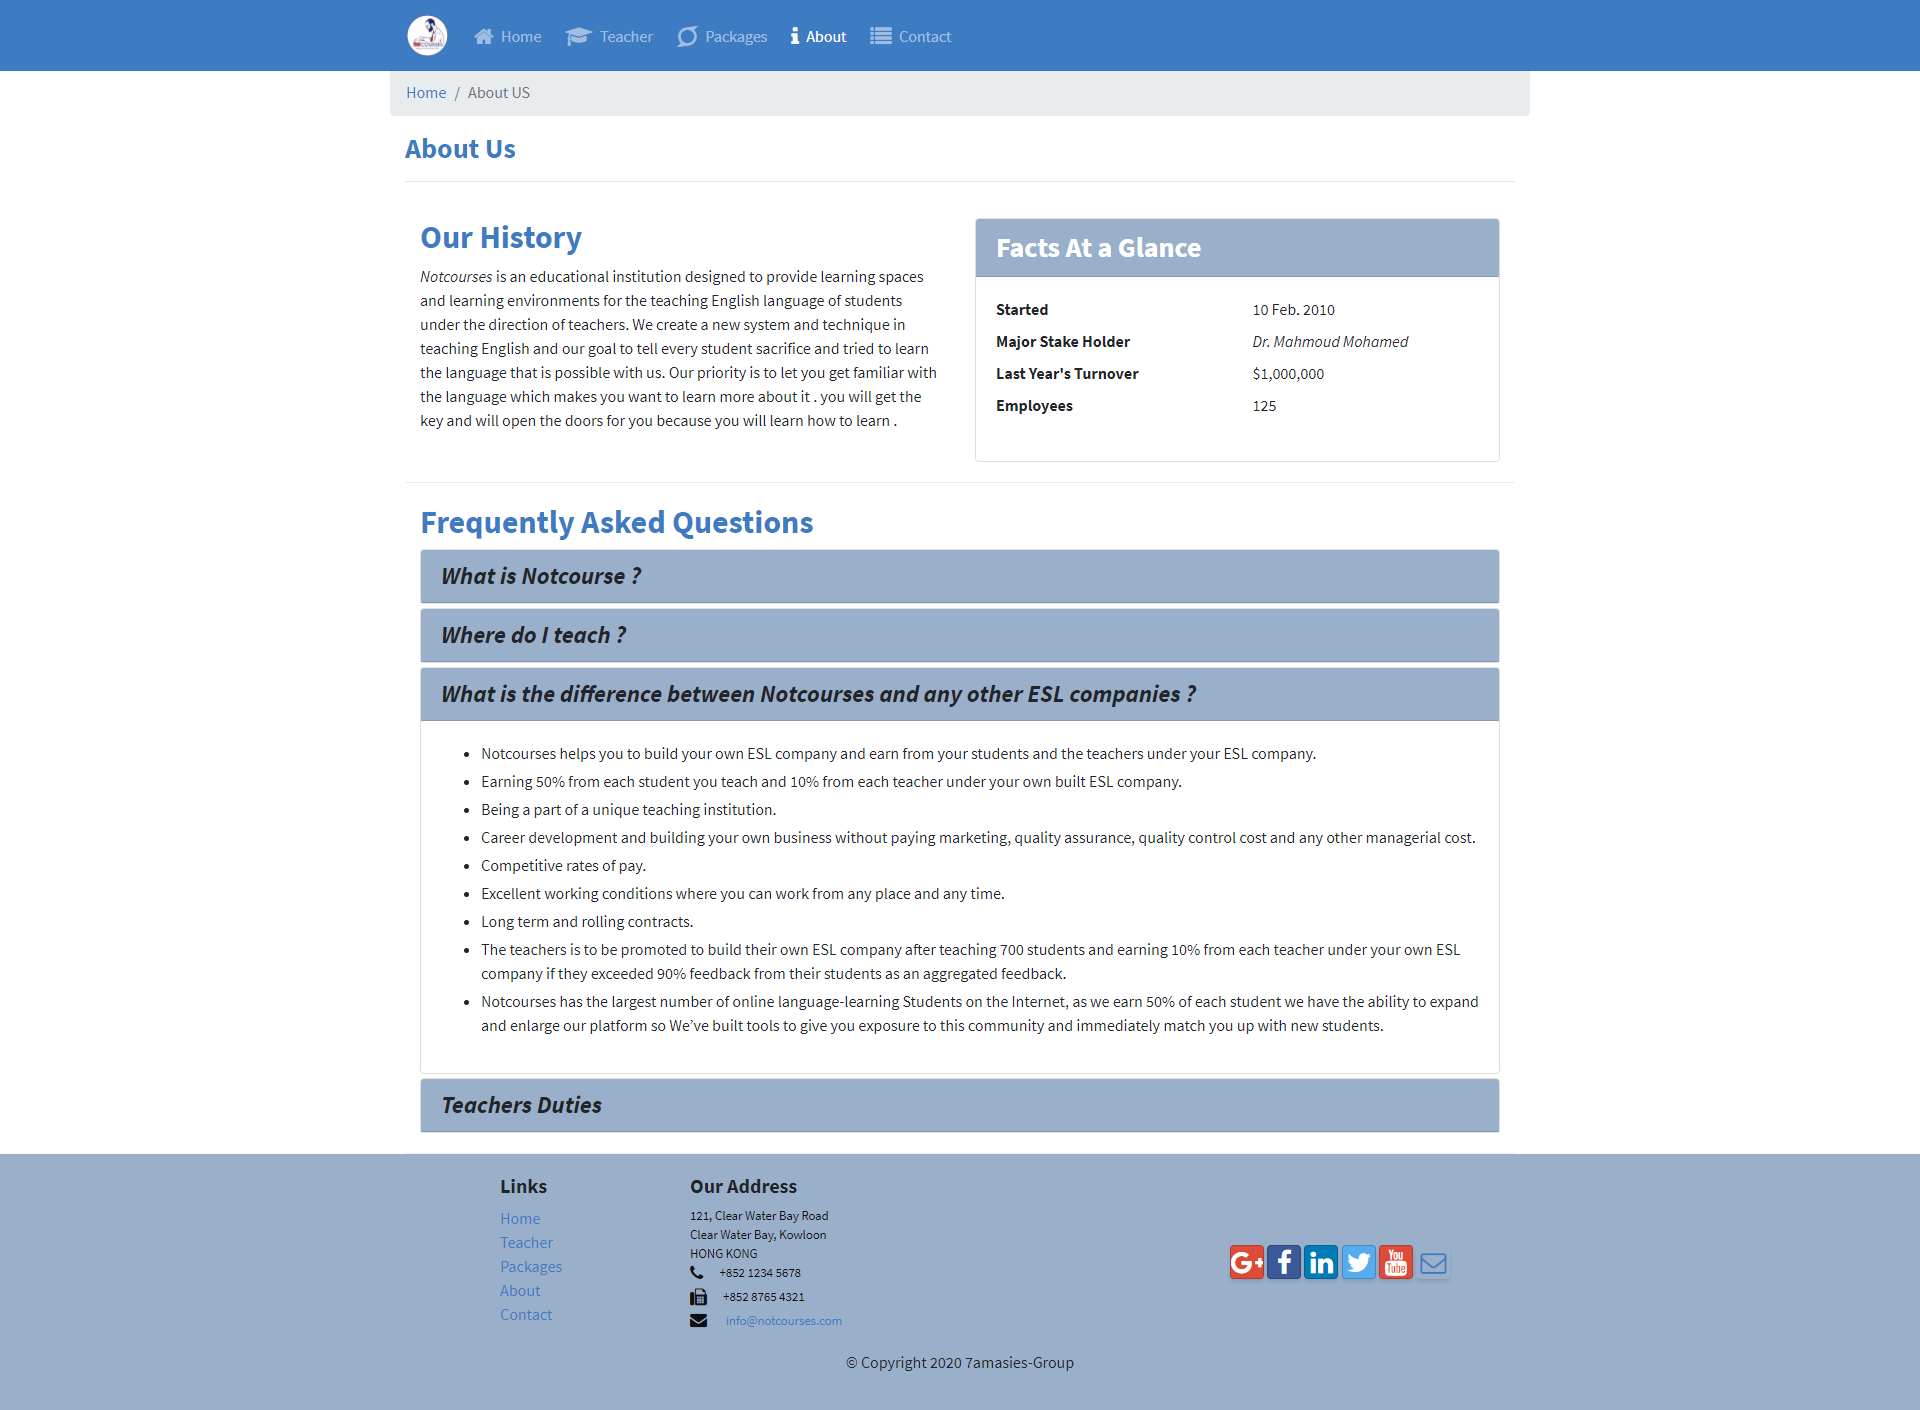 Home Teacher Packages About Contact
Home / About US
About Us
Our History
Notcourses is an educational institution designed to provide learning spaces
and learning environments for the teaching English language of students
under the direction of teachers. We create a new system and technique in
teaching English and our goal to tell every student sacrifice and tried to learn
the language that is possible with us. Our priority is to let you get familiar with
the language which makes you want to learn more about it . you will get the
key and will open the doors for you because you will learn how to learn .
Facts At a Glance
Started 10 Feb. 2010
Major Stake Holder Dr. Mahmoud Mohamed
Last Year's Turnover $1,000,000
Employees 125
Frequently Asked Questions
What is Notcourse ?
Where do I teach ?
What is the difference between Notcourses and any other ESL companies ?
Notcourses helps you to build your own ESL company and earn from your students and the teachers under your ESL company.
Earning 50% from each student you teach and 10% from each teacher under your own built ESL company.
Being a part of a unique teaching institution.
Career development and building your own business without paying marketing, quality assurance, quality control cost and any other managerial cost.
Competitive rates of pay.
Excellent working conditions where you can work from any place and any time.
Long term and rolling contracts.
The teachers is to be promoted to build their own ESL company after teaching 700 students and earning 10% from each teacher under your own ESL
company if they exceeded 90% feedback from their students as an aggregated feedback.
Notcourses has the largest number of online language-learning Students on the Internet, as we earn 50% of each student we have the ability to expand
and enlarge our platform so We’ve built tools to give you exposure to this community and immediately match you up with new students.
Teachers Duties
Links
Home
Teacher
Packages
About
Contact
Our Address
121, Clear Water Bay Road
Clear Water Bay, Kowloon
HONG KONG
+852 1234 5678
+852 8765 4321
info@notcourses.com
G+ f in You Tube
© Copyright 2020 7amasies-Group